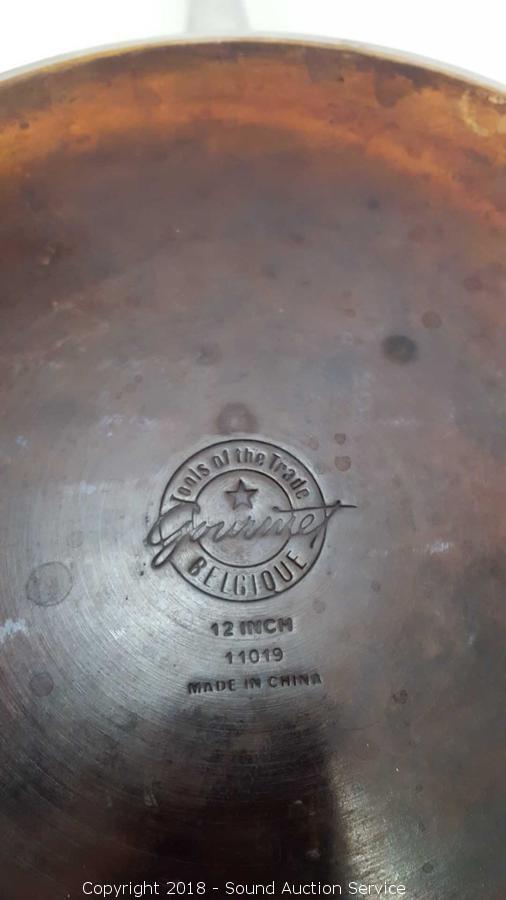 Tools of the Trade
Gourmet
BELGIQUE
12 INCH
11019
MADE IN CHINA
Copyright 2018 - Sound Auction Service